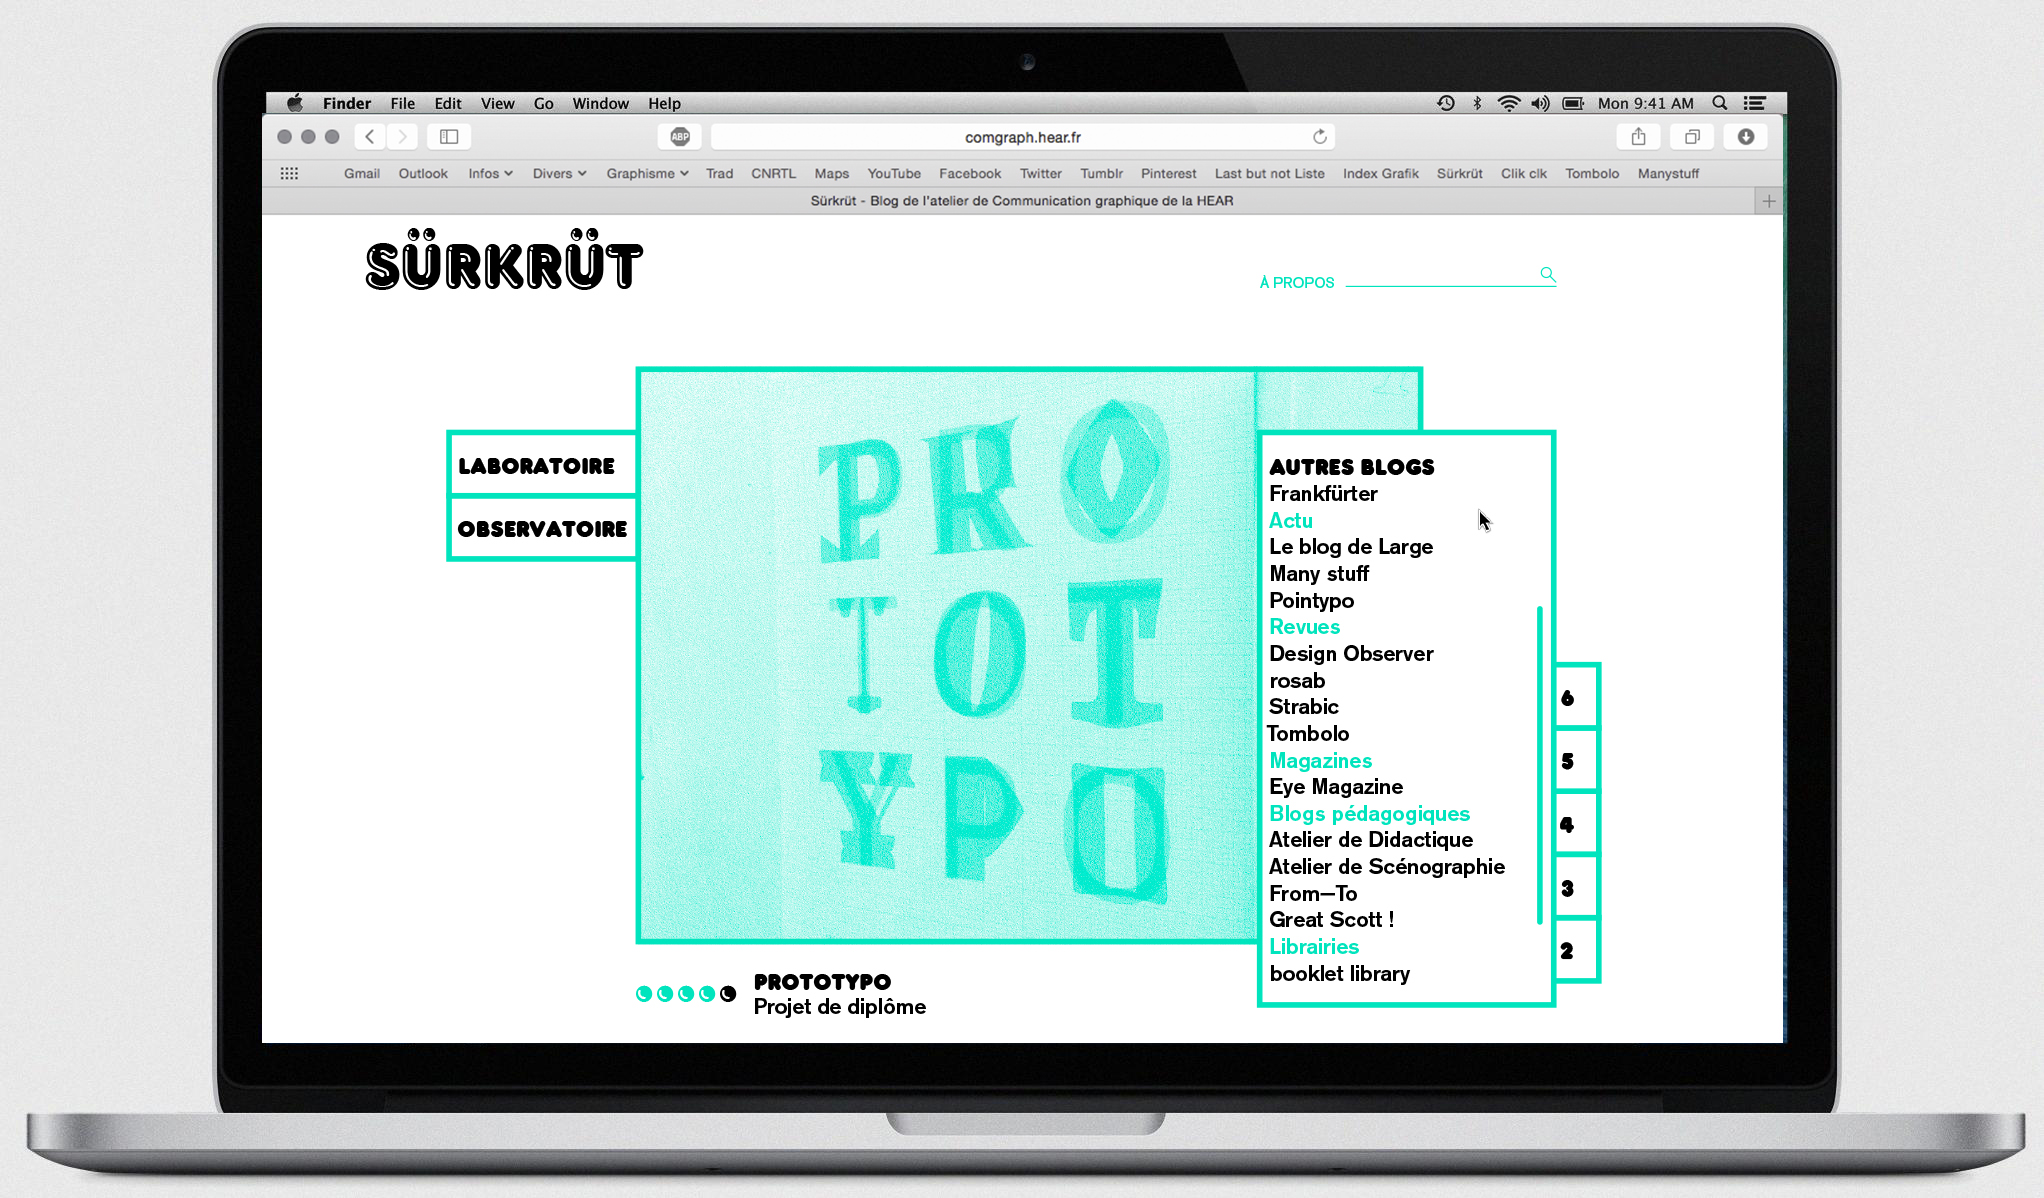 Finder File Edit View Go Window Help Mon 9:41 AM
ABP comgraph.hear.fr
Gmail Outlook Infos Divers Graphisme Trad CNRTL Maps YouTube Facebook Twitter Tumblr Pinterest Last but not Liste Index Grafik Sürkrüt Clik clk Tombolo Manystuff
Sürkrüt - Blog de l'atelier de Communication graphique de la HEAR
SÜRKRÜT
À PROPOS
LABORATOIRE
OBSERVATOIRE
PRO
TOT
YPO
PROTOTYPO
Projet de diplôme
AUTRES BLOGS
Frankfürter
Actu
Le blog de Large
Many stuff
Pointypo
Revues
Design Observer
rosab
Strabic
Tombolo
Magazines
Eye Magazine
Blogs pédagogiques
Atelier de Didactique
Atelier de Scénographie
From—To
Great Scott !
Librairies
booklet library
6
5
4
3
2